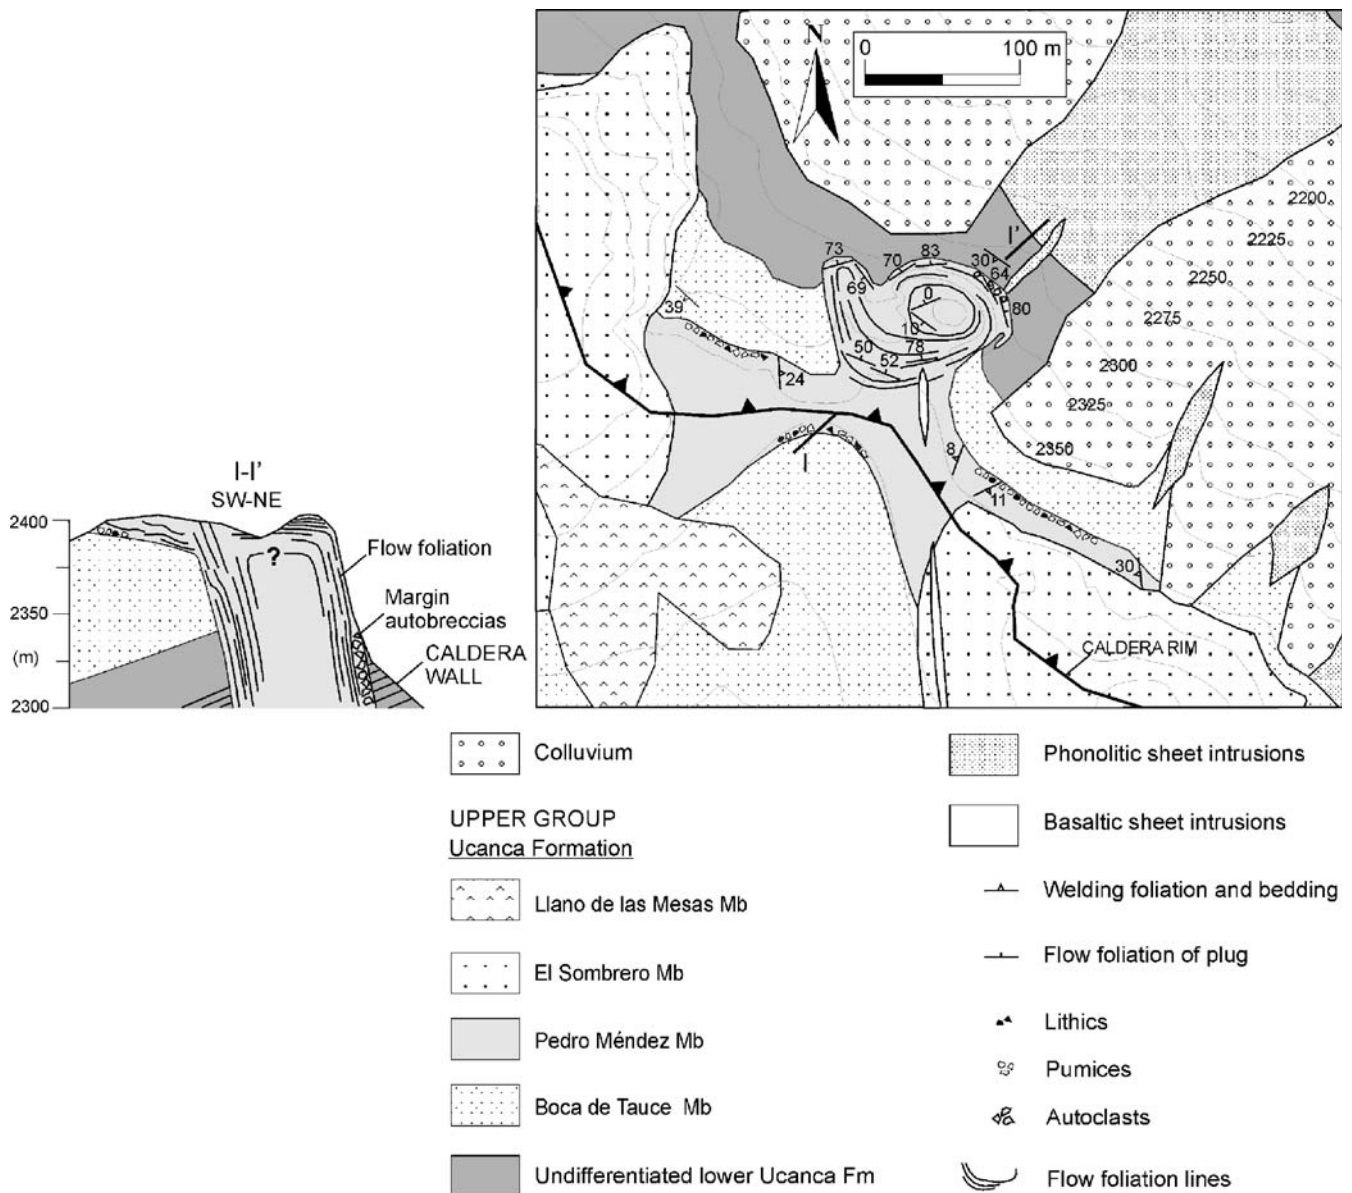 N
0 100 m
2200
2225
2250
2275
2300
2325
2350
I'
73
70
83
30
64
69
0
80
10
39
50
78
52
24
I
8
11
30
CALDERA RIM
I-I'
SW-NE
2400
2350
(m)
2300
?
Flow foliation
Margin
autobreccias
CALDERA
WALL
Colluvium
UPPER GROUP
Ucanca Formation
Llano de las Mesas Mb
El Sombrero Mb
Pedro Méndez Mb
Boca de Tauce Mb
Undifferentiated lower Ucanca Fm
Phonolitic sheet intrusions
Basaltic sheet intrusions
Welding foliation and bedding
Flow foliation of plug
Lithics
Pumices
Autoclasts
Flow foliation lines